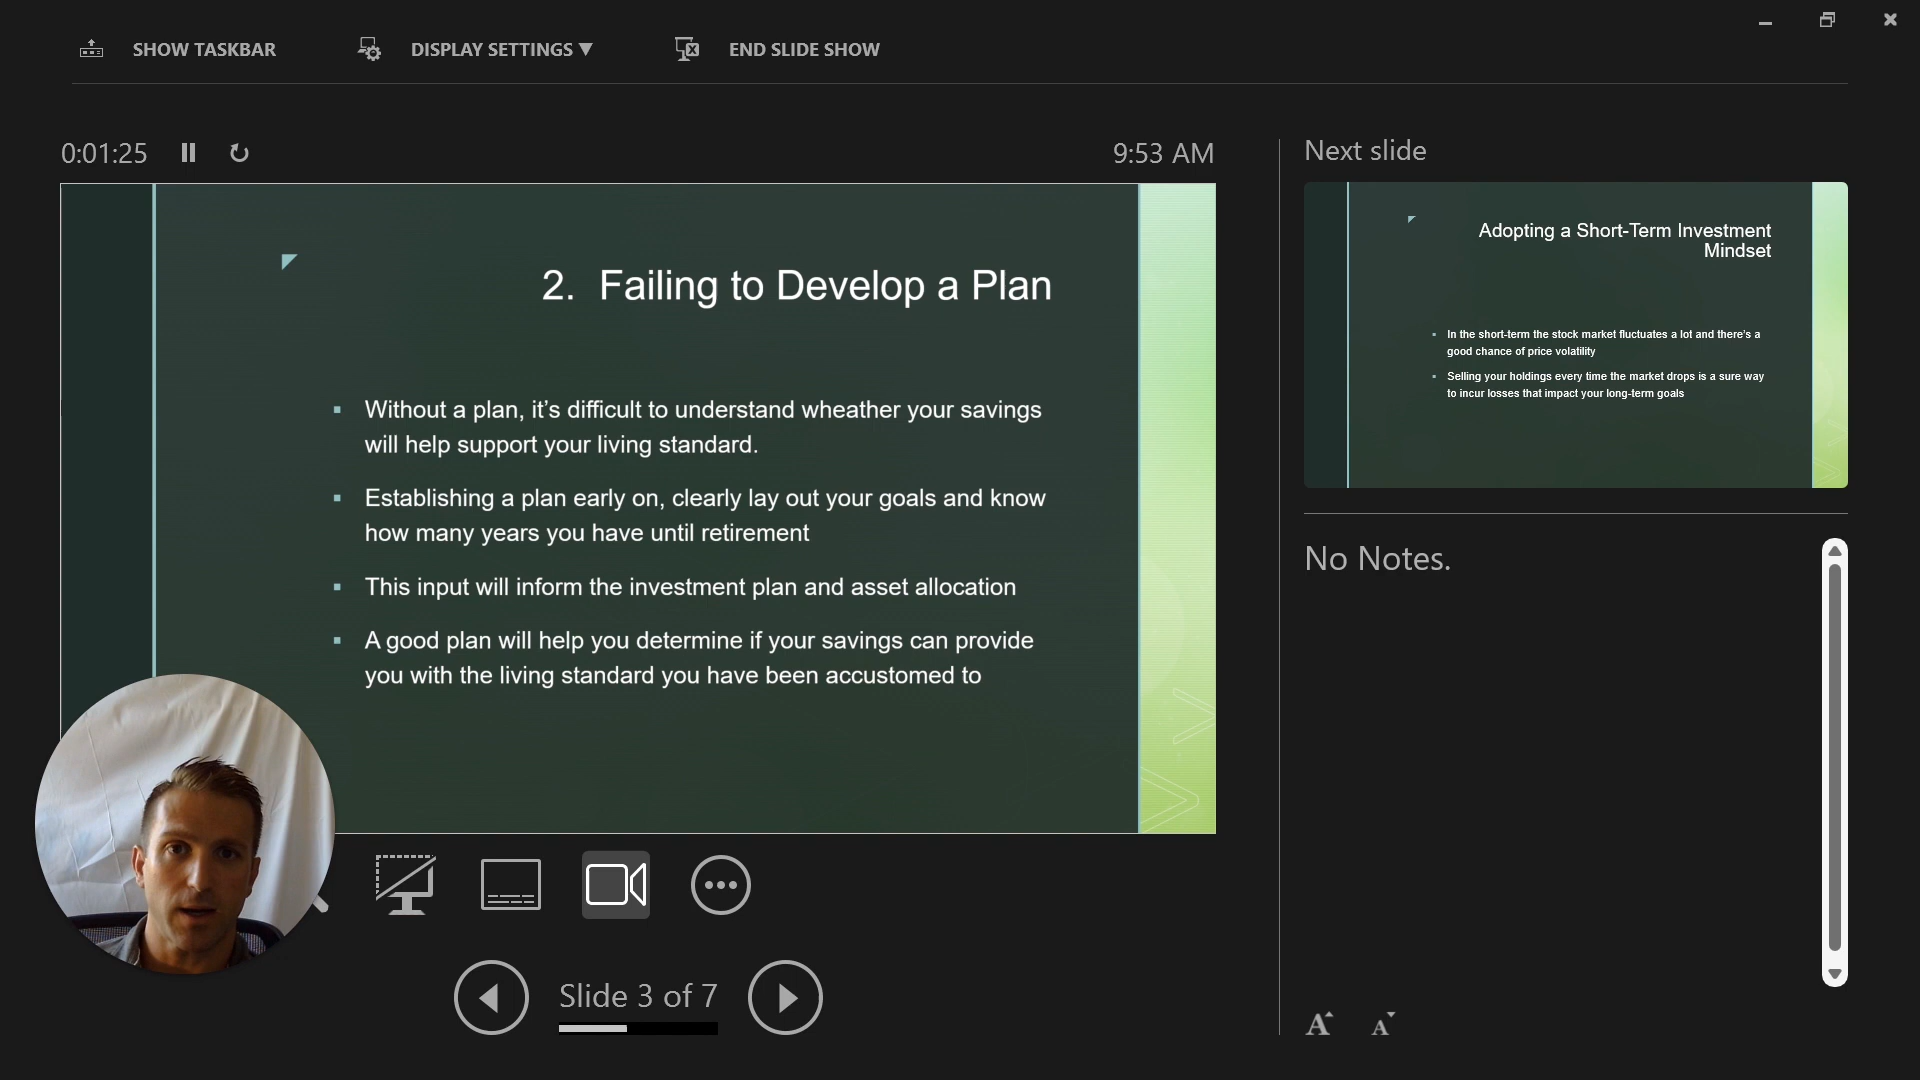 SHOW TASKBAR
DISPLAY SETTINGS ▼
END SLIDE SHOW
0:01:25
9:53 AM
2. Failing to Develop a Plan
▪ Without a plan, it’s difficult to understand wheather your savings
will help support your living standard.
▪ Establishing a plan early on, clearly lay out your goals and know
how many years you have until retirement
▪ This input will inform the investment plan and asset allocation
▪ A good plan will help you determine if your savings can provide
you with the living standard you have been accustomed to
Slide 3 of 7
Next slide
Adopting a Short-Term Investment
Mindset
▪ In the short-term the stock market fluctuates a lot and there’s a
good chance of price volatility
▪ Selling your holdings every time the market drops is a sure way
to incur losses that impact your long-term goals
No Notes.
A A